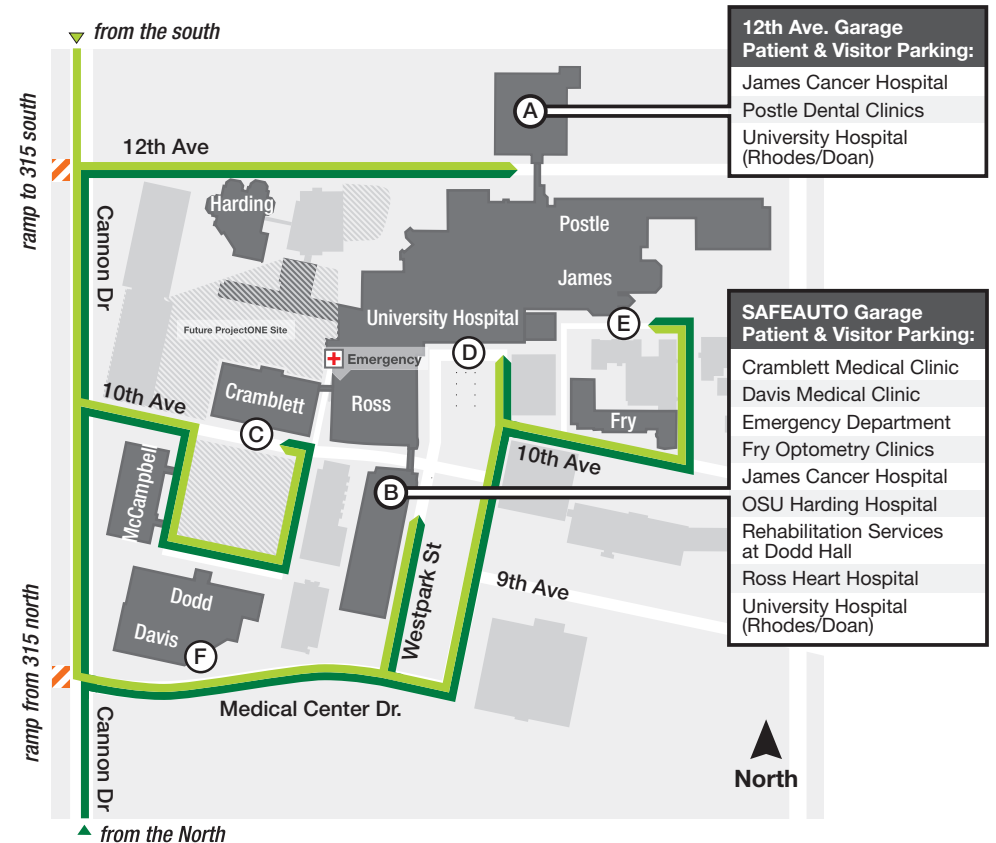 from the south
12th Ave. Garage
Patient & Visitor Parking:
James Cancer Hospital
Postle Dental Clinics
University Hospital
(Rhodes/Doan)
A
ramp to 315 south
12th Ave
Harding
Cannon Dr
Postle
James
University Hospital
E
Future ProjectONE Site
D
Emergency
SAFEAUTO Garage
Patient & Visitor Parking:
Cramblett Medical Clinic
Davis Medical Clinic
Emergency Department
Fry Optometry Clinics
James Cancer Hospital
OSU Harding Hospital
Rehabilitation Services
at Dodd Hall
Ross Heart Hospital
University Hospital
(Rhodes/Doan)
10th Ave
Cramblett
Ross
Fry
C
10th Ave
McCampbell
B
Westpark St
9th Ave
Dodd
Davis
F
ramp from 315 north
Medical Center Dr.
Cannon Dr
North
from the North